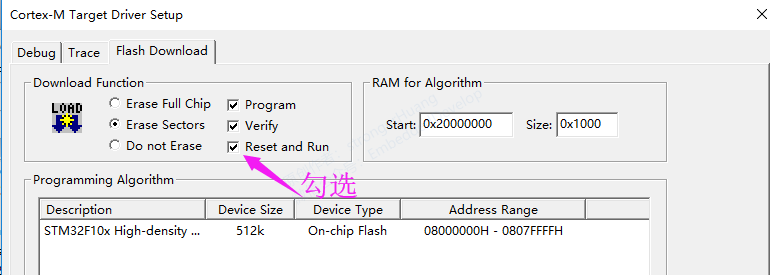 Cortex-M Target Driver Setup
Debug Trace Flash Download
Download Function
LOAD
Erase Full Chip
Erase Sectors
Do not Erase
Program
Verify
Reset and Run
RAM for Algorithm
Start: 0x20000000 Size: 0x1000
勾选
Programming Algorithm
Description Device Size Device Type Address Range
STM32F10x High-density ... 512k On-chip Flash 08000000H - 0807FFFFH